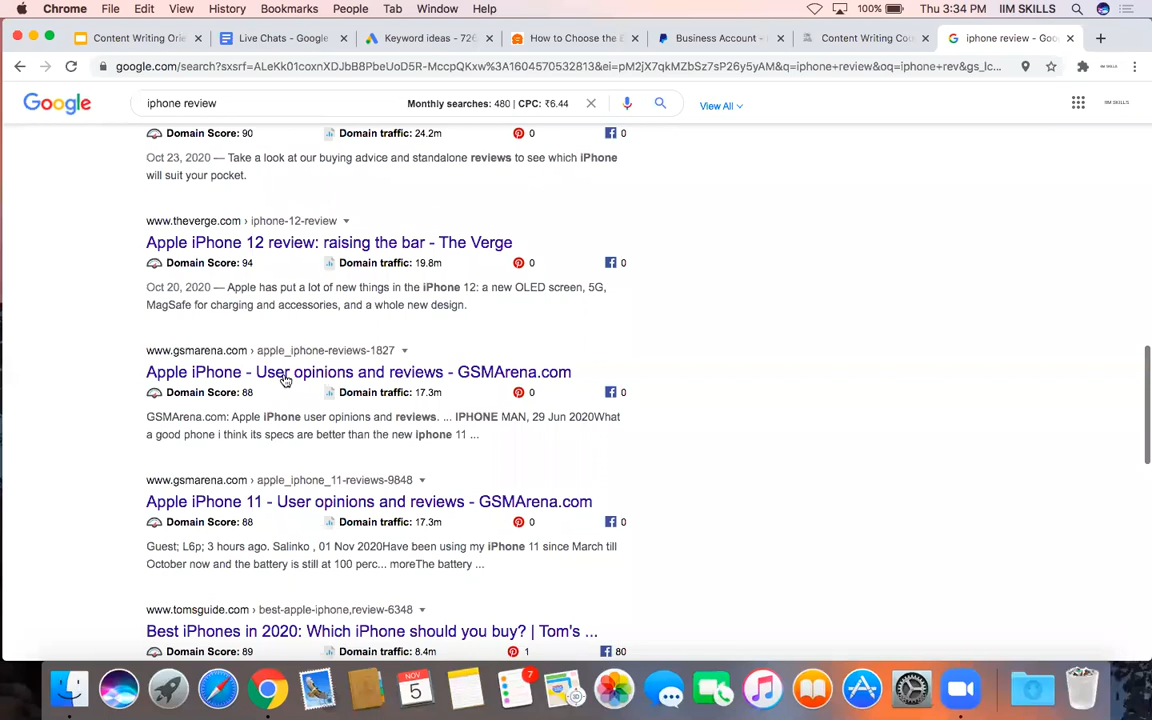 Chrome File Edit View History Bookmarks People Tab Window Help 100% Thu 3:34 PM IIM SKILLS
Content Writing Orie Live Chats - Google Keyword ideas - 726 How to Choose the Business Account - Content Writing Cou iphone review - Goo
google.com/search?sxsrf=ALeKk01coxnXDJbB8PbeUoD5R-MccpQKxw%3A1604570532813&ei=pM2jX7qkMZbSz7sP26y5yAM&q=iphone+review&oq=iphone+rev&gs_lc...
Google iphone review Monthly searches: 480 | CPC: ₹6.44 View All IIM SKILLS
Domain Score: 90 Domain traffic: 24.2m 0 0
Oct 23, 2020 — Take a look at our buying advice and standalone reviews to see which iPhone
will suit your pocket.
www.theverge.com › iphone-12-review
Apple iPhone 12 review: raising the bar - The Verge
Domain Score: 94 Domain traffic: 19.8m 0 0
Oct 20, 2020 — Apple has put a lot of new things in the iPhone 12: a new OLED screen, 5G,
MagSafe for charging and accessories, and a whole new design.
www.gsmarena.com › apple_iphone-reviews-1827
Apple iPhone - User opinions and reviews - GSMArena.com
Domain Score: 88 Domain traffic: 17.3m 0 0
GSMArena.com: Apple iPhone user opinions and reviews. ... IPHONE MAN, 29 Jun 2020What
a good phone i think its specs are better than the new iphone 11 ...
www.gsmarena.com › apple_iphone_11-reviews-9848
Apple iPhone 11 - User opinions and reviews - GSMArena.com
Domain Score: 88 Domain traffic: 17.3m 0 0
Guest; L6p; 3 hours ago. Salinko , 01 Nov 2020Have been using my iPhone 11 since March till
October now and the battery is still at 100 perc... moreThe battery ...
www.tomsguide.com › best-apple-iphone,review-6348
Best iPhones in 2020: Which iPhone should you buy? | Tom's ...
Domain Score: 89 Domain traffic: 8.4m 1 80
NOV
5
7